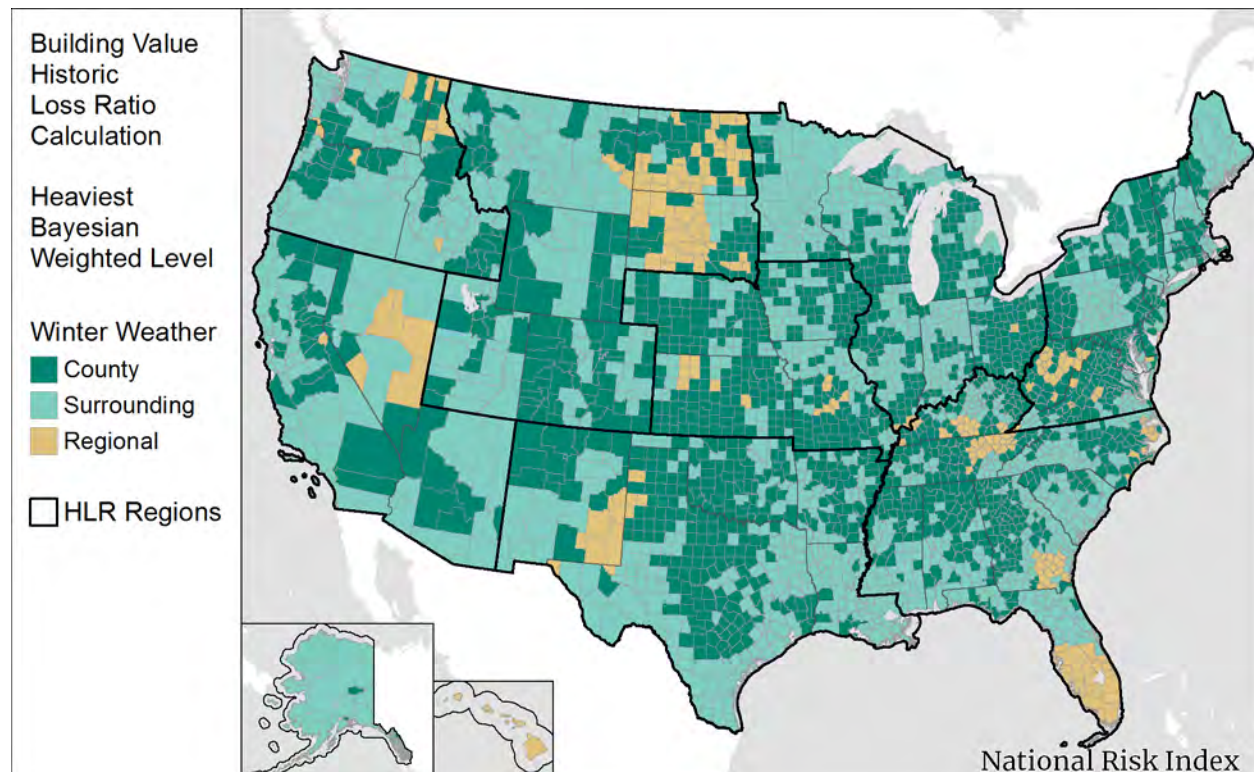 Building Value
Historic
Loss Ratio
Calculation
Heaviest
Bayesian
Weighted Level
Winter Weather
County
Surrounding
Regional
HLR Regions
National Risk Index